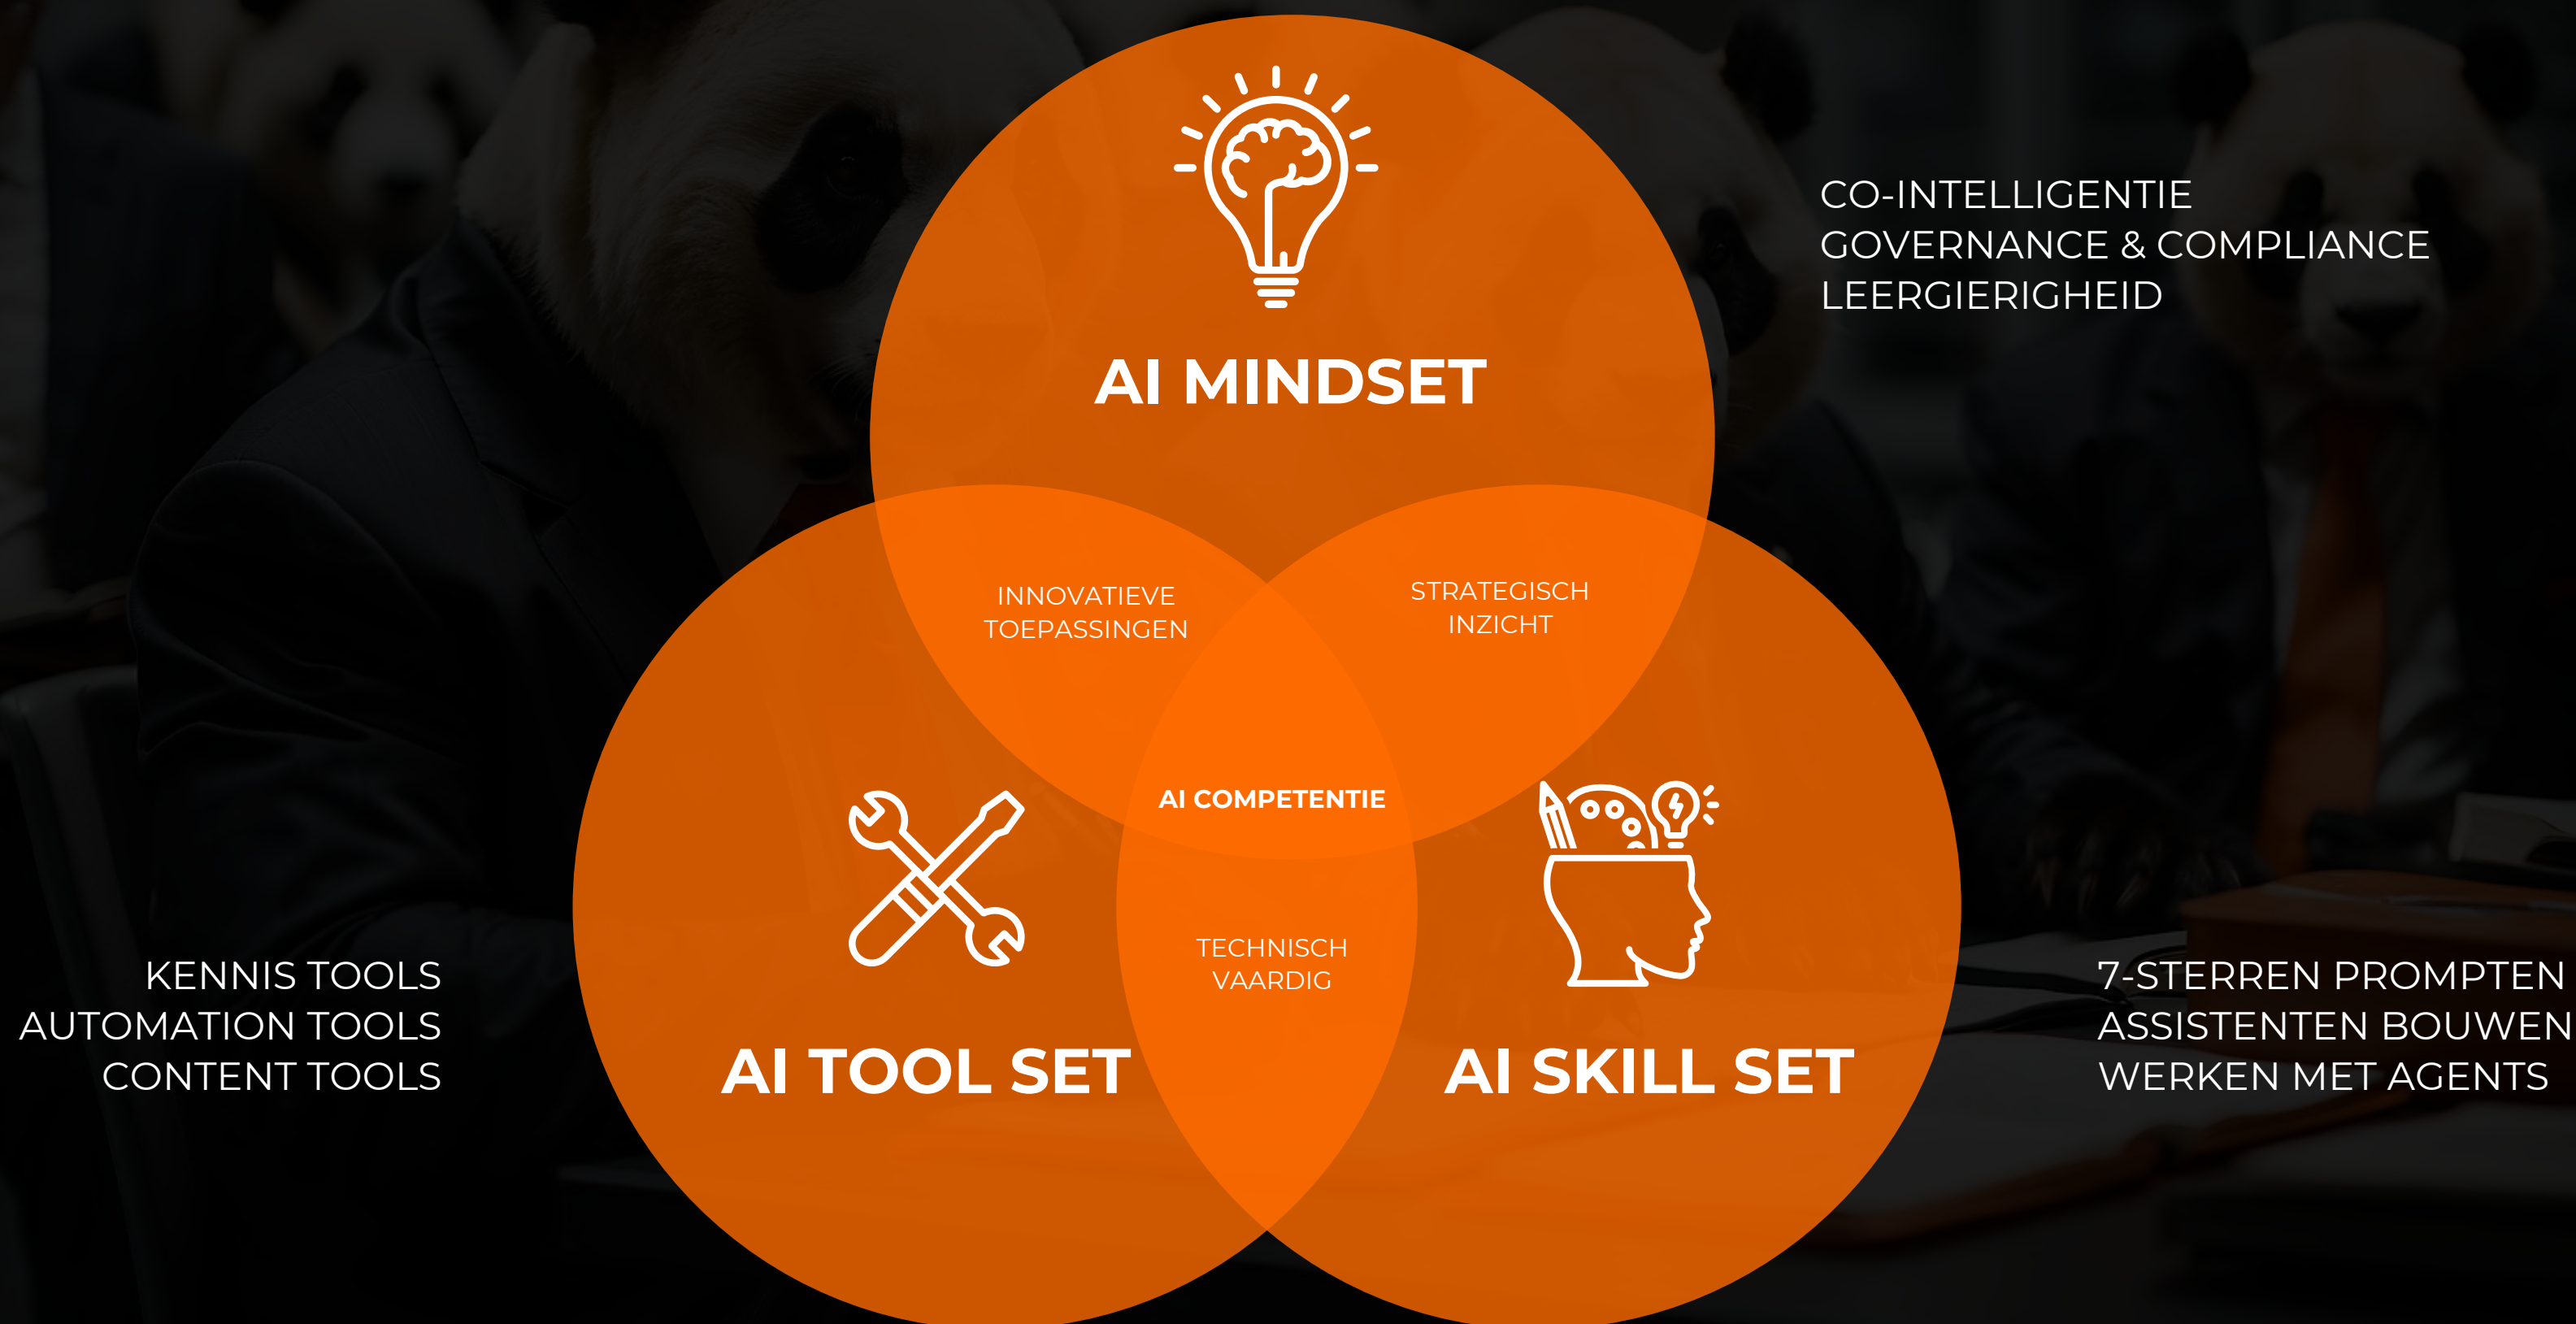 CO-INTELLIGENTIE
GOVERNANCE & COMPLIANCE
LEERGIERIGHEID
AI MINDSET
INNOVATIEVE
TOEPASSINGEN
STRATEGISCH
INZICHT
AI COMPETENTIE
TECHNISCH
VAARDIG
KENNIS TOOLS
AUTOMATION TOOLS
CONTENT TOOLS
AI TOOL SET
AI SKILL SET
7-STERREN PROMPTEN
ASSISTENTEN BOUWEN
WERKEN MET AGENTS